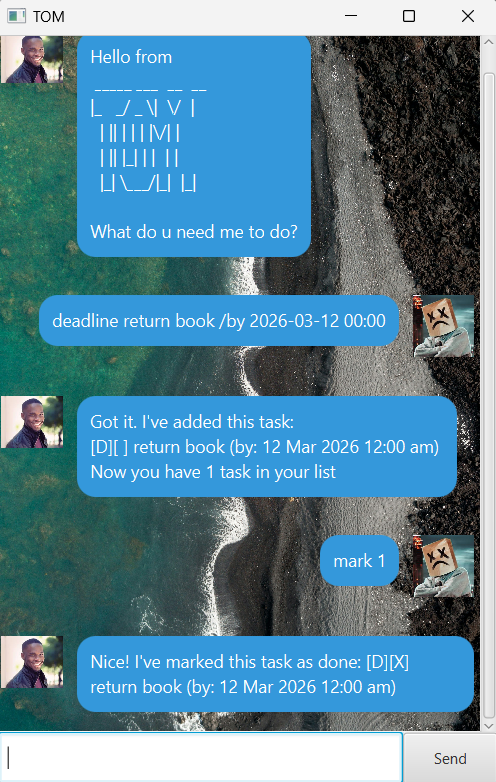 TOM
Hello from
 _____ ___  __  __
|_   _/ _ \|  \/  |
  | || | | | |\/| |
  | || |_| | |  | |
  |_| \___/|_|  |_|
What do u need me to do?
deadline return book /by 2026-03-12 00:00
Got it. I've added this task:
[D][ ] return book (by: 12 Mar 2026 12:00 am)
Now you have 1 task in your list
mark 1
Nice! I've marked this task as done: [D][X]
return book (by: 12 Mar 2026 12:00 am)
Send